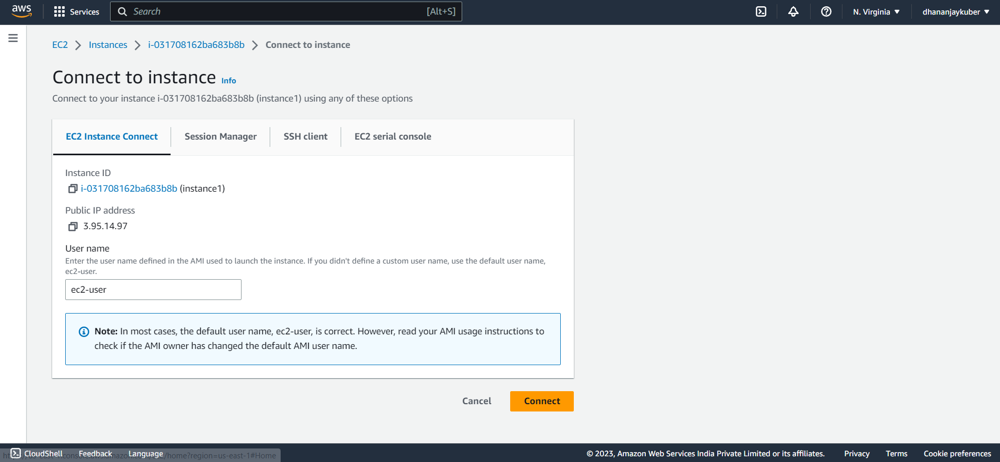 aws
Services
Search
[Alt+S]
N. Virginia
dhananjaykuber
EC2 Instances i-031708162ba683b8b Connect to instance
Connect to instance Info
Connect to your instance i-031708162ba683b8b (instance1) using any of these options
EC2 Instance Connect
Session Manager
SSH client
EC2 serial console
Instance ID
i-031708162ba683b8b (instance1)
Public IP address
3.95.14.97
User name
Enter the user name defined in the AMI used to launch the instance. If you didn't define a custom user name, use the default user name,
ec2-user.
ec2-user
Note: In most cases, the default user name, ec2-user, is correct. However, read your AMI usage instructions to
check if the AMI owner has changed the default AMI user name.
Cancel
Connect
CloudShell
Feedback
Language
/home?region=us-east-1#Home
© 2023, Amazon Web Services India Private Limited or its affiliates.
Privacy
Terms
Cookie preferences